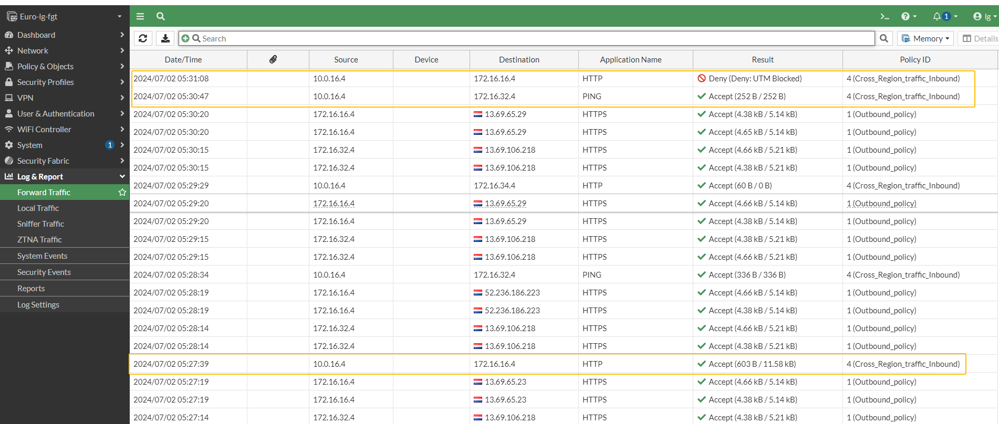 Euro-lg-fgt
1
lg
Dashboard
Network
Policy & Objects
Security Profiles
VPN
User & Authentication
WiFi Controller
System 1
Security Fabric
Log & Report
Forward Traffic
Local Traffic
Sniffer Traffic
ZTNA Traffic
System Events
Security Events
Reports
Log Settings
Search Memory Details
Date/Time Source Device Destination Application Name Result Policy ID
2024/07/02 05:31:08 10.0.16.4 172.16.16.4 HTTP Deny (Deny: UTM Blocked) 4 (Cross_Region_traffic_Inbound)
2024/07/02 05:30:47 10.0.16.4 172.16.32.4 PING Accept (252 B / 252 B) 4 (Cross_Region_traffic_Inbound)
2024/07/02 05:30:20 172.16.16.4 13.69.65.29 HTTPS Accept (4.38 kB / 5.14 kB) 1 (Outbound_policy)
2024/07/02 05:30:20 172.16.16.4 13.69.65.29 HTTPS Accept (4.65 kB / 5.14 kB) 1 (Outbound_policy)
2024/07/02 05:30:15 172.16.32.4 13.69.106.218 HTTPS Accept (4.66 kB / 5.21 kB) 1 (Outbound_policy)
2024/07/02 05:30:15 172.16.32.4 13.69.106.218 HTTPS Accept (4.38 kB / 5.21 kB) 1 (Outbound_policy)
2024/07/02 05:29:29 10.0.16.4 172.16.34.4 HTTP Accept (60 B / 0 B) 4 (Cross_Region_traffic_Inbound)
2024/07/02 05:29:20 172.16.16.4 13.69.65.29 HTTPS Accept (4.66 kB / 5.14 kB) 1 (Outbound_policy)
2024/07/02 05:29:20 172.16.16.4 13.69.65.29 HTTPS Accept (4.38 kB / 5.14 kB) 1 (Outbound_policy)
2024/07/02 05:29:15 172.16.32.4 13.69.106.218 HTTPS Accept (4.38 kB / 5.21 kB) 1 (Outbound_policy)
2024/07/02 05:29:15 172.16.32.4 13.69.106.218 HTTPS Accept (4.66 kB / 5.21 kB) 1 (Outbound_policy)
2024/07/02 05:28:34 10.0.16.4 172.16.32.4 PING Accept (336 B / 336 B) 4 (Cross_Region_traffic_Inbound)
2024/07/02 05:28:19 172.16.16.4 52.236.186.223 HTTPS Accept (4.66 kB / 5.14 kB) 1 (Outbound_policy)
2024/07/02 05:28:19 172.16.16.4 52.236.186.223 HTTPS Accept (4.38 kB / 5.14 kB) 1 (Outbound_policy)
2024/07/02 05:28:14 172.16.32.4 13.69.106.218 HTTPS Accept (4.66 kB / 5.21 kB) 1 (Outbound_policy)
2024/07/02 05:28:14 172.16.32.4 13.69.106.218 HTTPS Accept (4.38 kB / 5.21 kB) 1 (Outbound_policy)
2024/07/02 05:27:39 10.0.16.4 172.16.16.4 HTTP Accept (603 B / 11.58 kB) 4 (Cross_Region_traffic_Inbound)
2024/07/02 05:27:19 172.16.16.4 13.69.65.23 HTTPS Accept (4.66 kB / 5.14 kB) 1 (Outbound_policy)
2024/07/02 05:27:19 172.16.16.4 13.69.65.23 HTTPS Accept (4.38 kB / 5.14 kB) 1 (Outbound_policy)
2024/07/02 05:27:14 172.16.32.4 13.69.106.218 HTTPS Accept (4.38 kB / 5.21 kB) 1 (Outbound_policy)